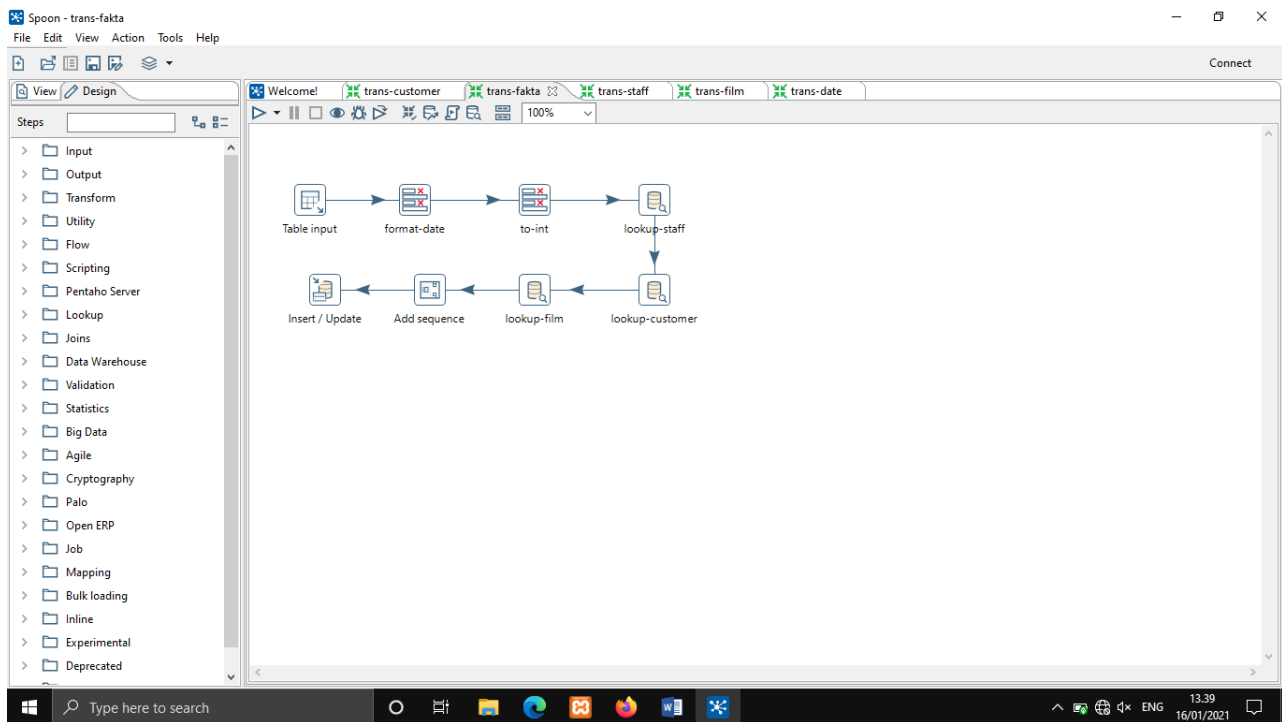 Spoon - trans-fakta
File Edit View Action Tools Help
Connect
View Design
Welcome! trans-customer trans-fakta trans-staff trans-film trans-date
Steps
100%
Input
Output
Transform
Utility
Flow
Scripting
Pentaho Server
Lookup
Joins
Data Warehouse
Validation
Statistics
Big Data
Agile
Cryptography
Palo
Open ERP
Job
Mapping
Bulk loading
Inline
Experimental
Deprecated
Table input format-date to-int lookup-staff
Insert / Update Add sequence lookup-film lookup-customer
Type here to search
ENG
13.39
16/01/2021